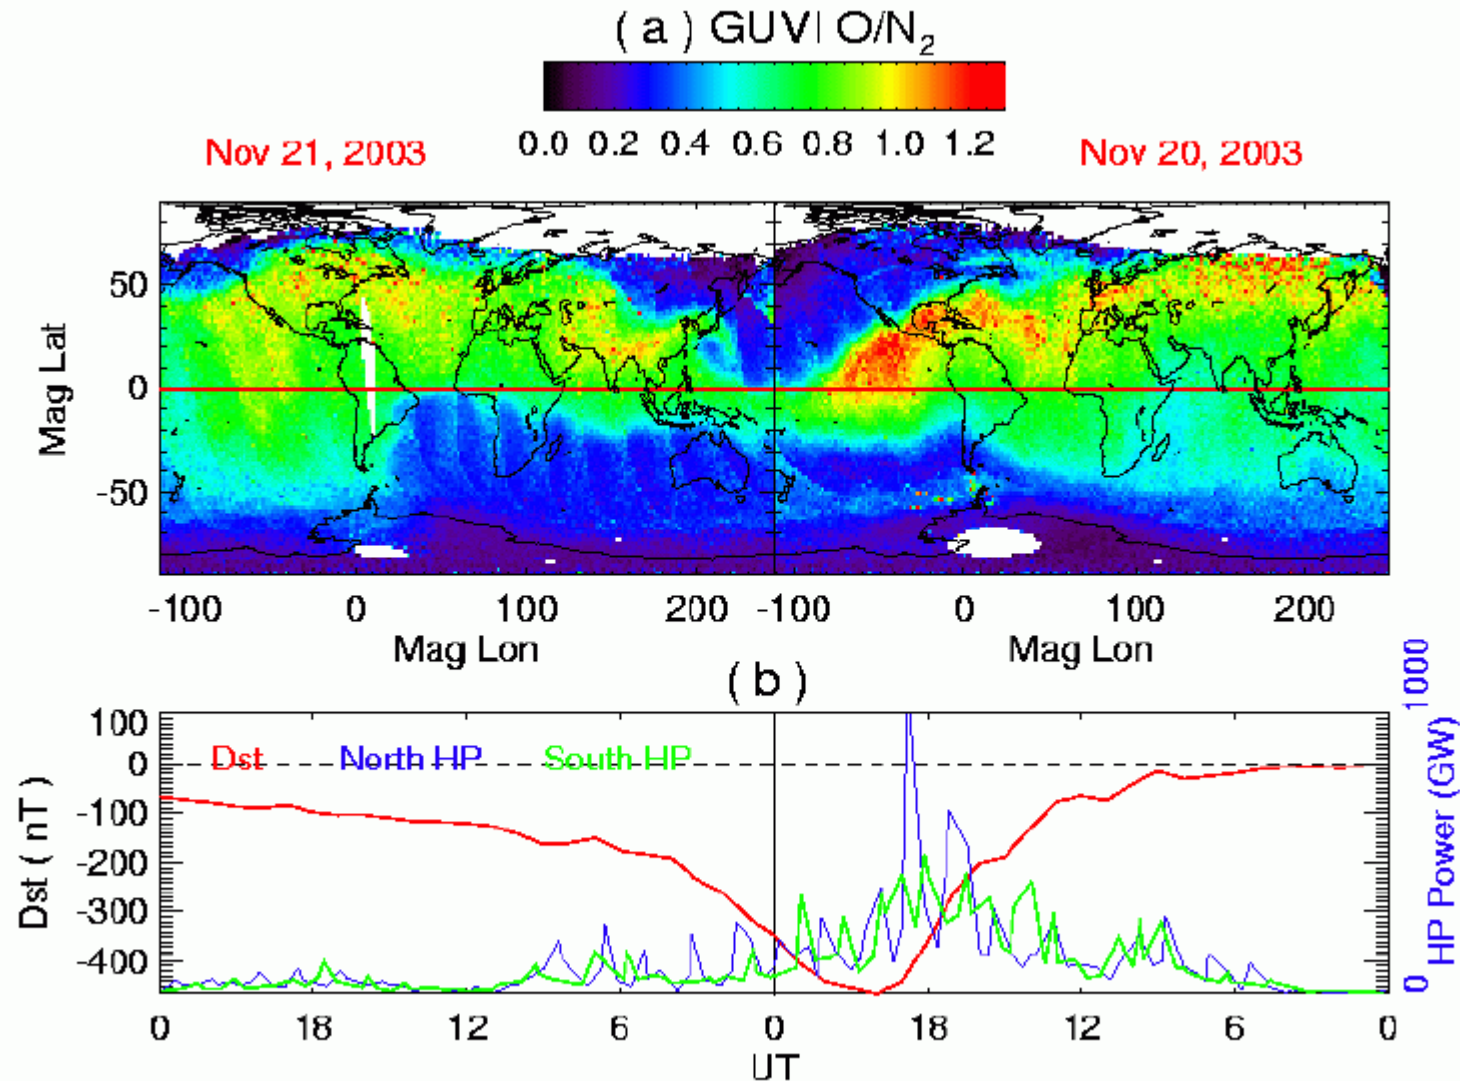 ( a ) GUVI O/N₂
0.0 0.2 0.4 0.6 0.8 1.0 1.2
Nov 21, 2003
Nov 20, 2003
Mag Lat
50
0
-50
-100 0 100 200 -100 0 100 200
Mag Lon Mag Lon
( b )
Dst ( nT )
100
0
-100
-200
-300
-400
Dst North HP South HP
1000
0
HP Power (GW)
0 18 12 6 0 18 12 6 0
UT